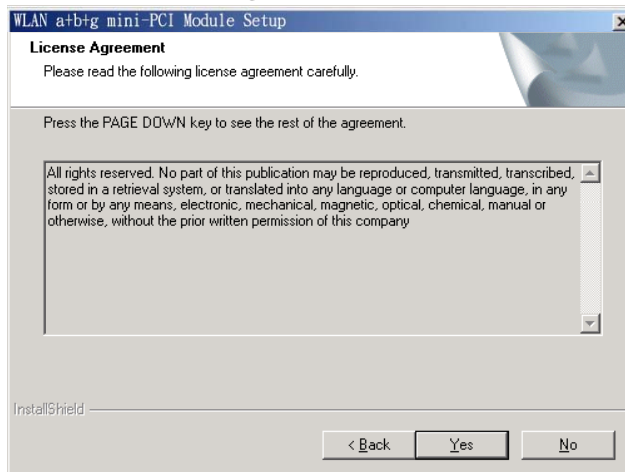 WLAN a+b+g mini-PCI Module Setup
License Agreement
Please read the following license agreement carefully.
Press the PAGE DOWN key to see the rest of the agreement.
All rights reserved. No part of this publication may be reproduced, transmitted, transcribed,
stored in a retrieval system, or translated into any language or computer language, in any
form or by any means, electronic, mechanical, magnetic, optical, chemical, manual or
otherwise, without the prior written permission of this company
InstallShield
< Back
Yes
No